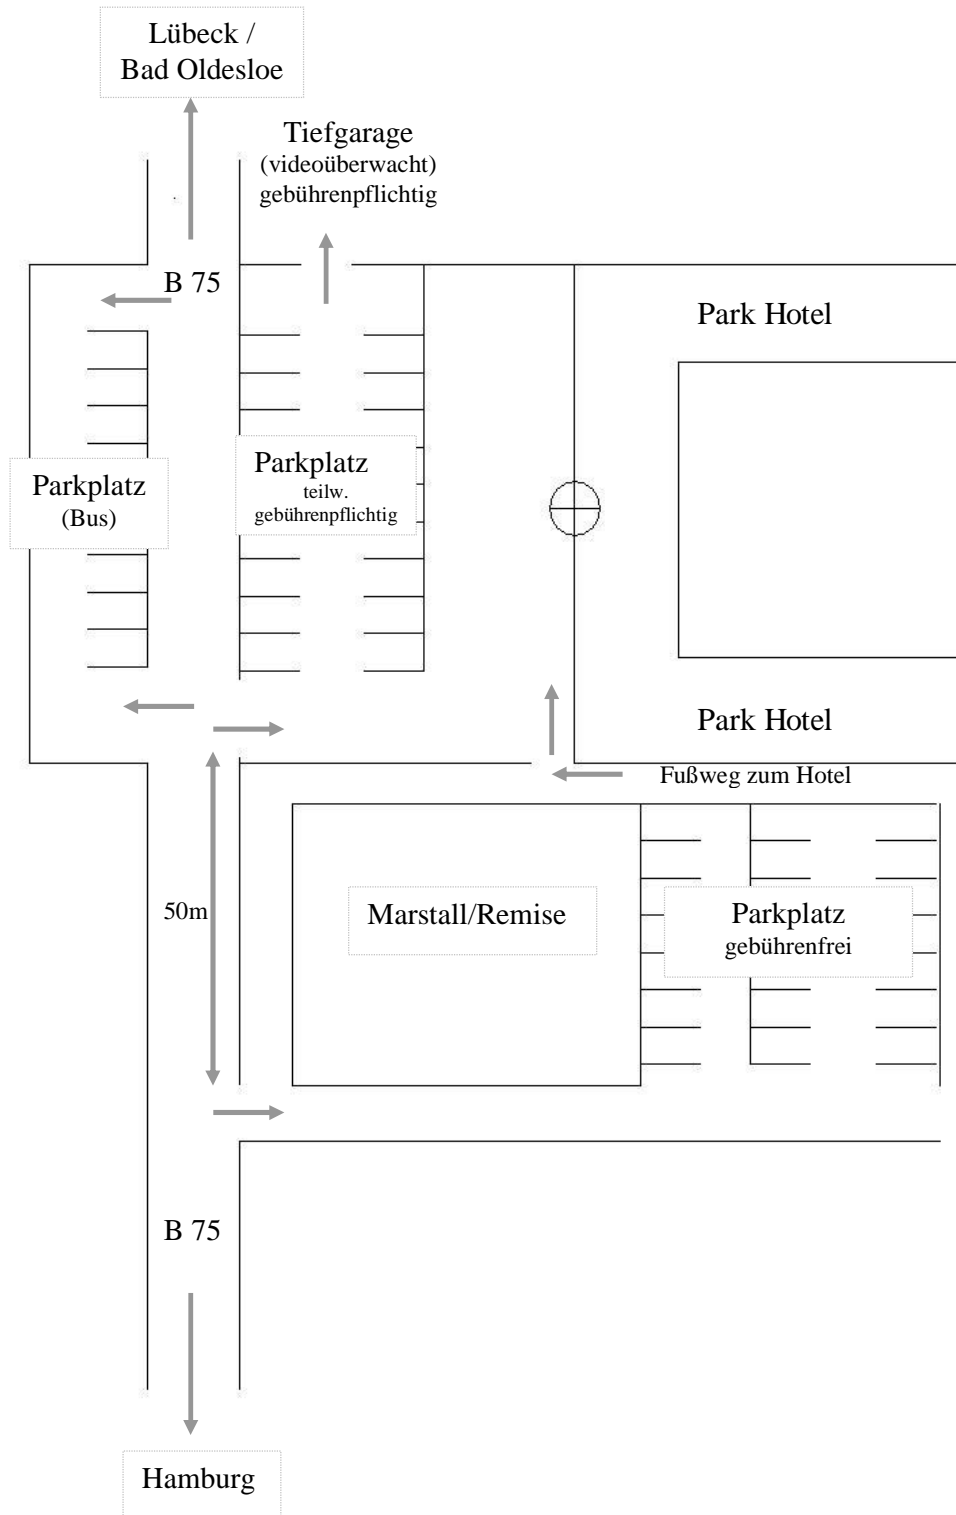 Lübeck /
Bad Oldesloe
Tiefgarage
(videoüberwacht)
gebührenpflichtig
B 75
Park Hotel
Parkplatz
(Bus)
Parkplatz
teilw.
gebührenpflichtig
Park Hotel
Fußweg zum Hotel
50m
Marstall/Remise
Parkplatz
gebührenfrei
B 75
Hamburg